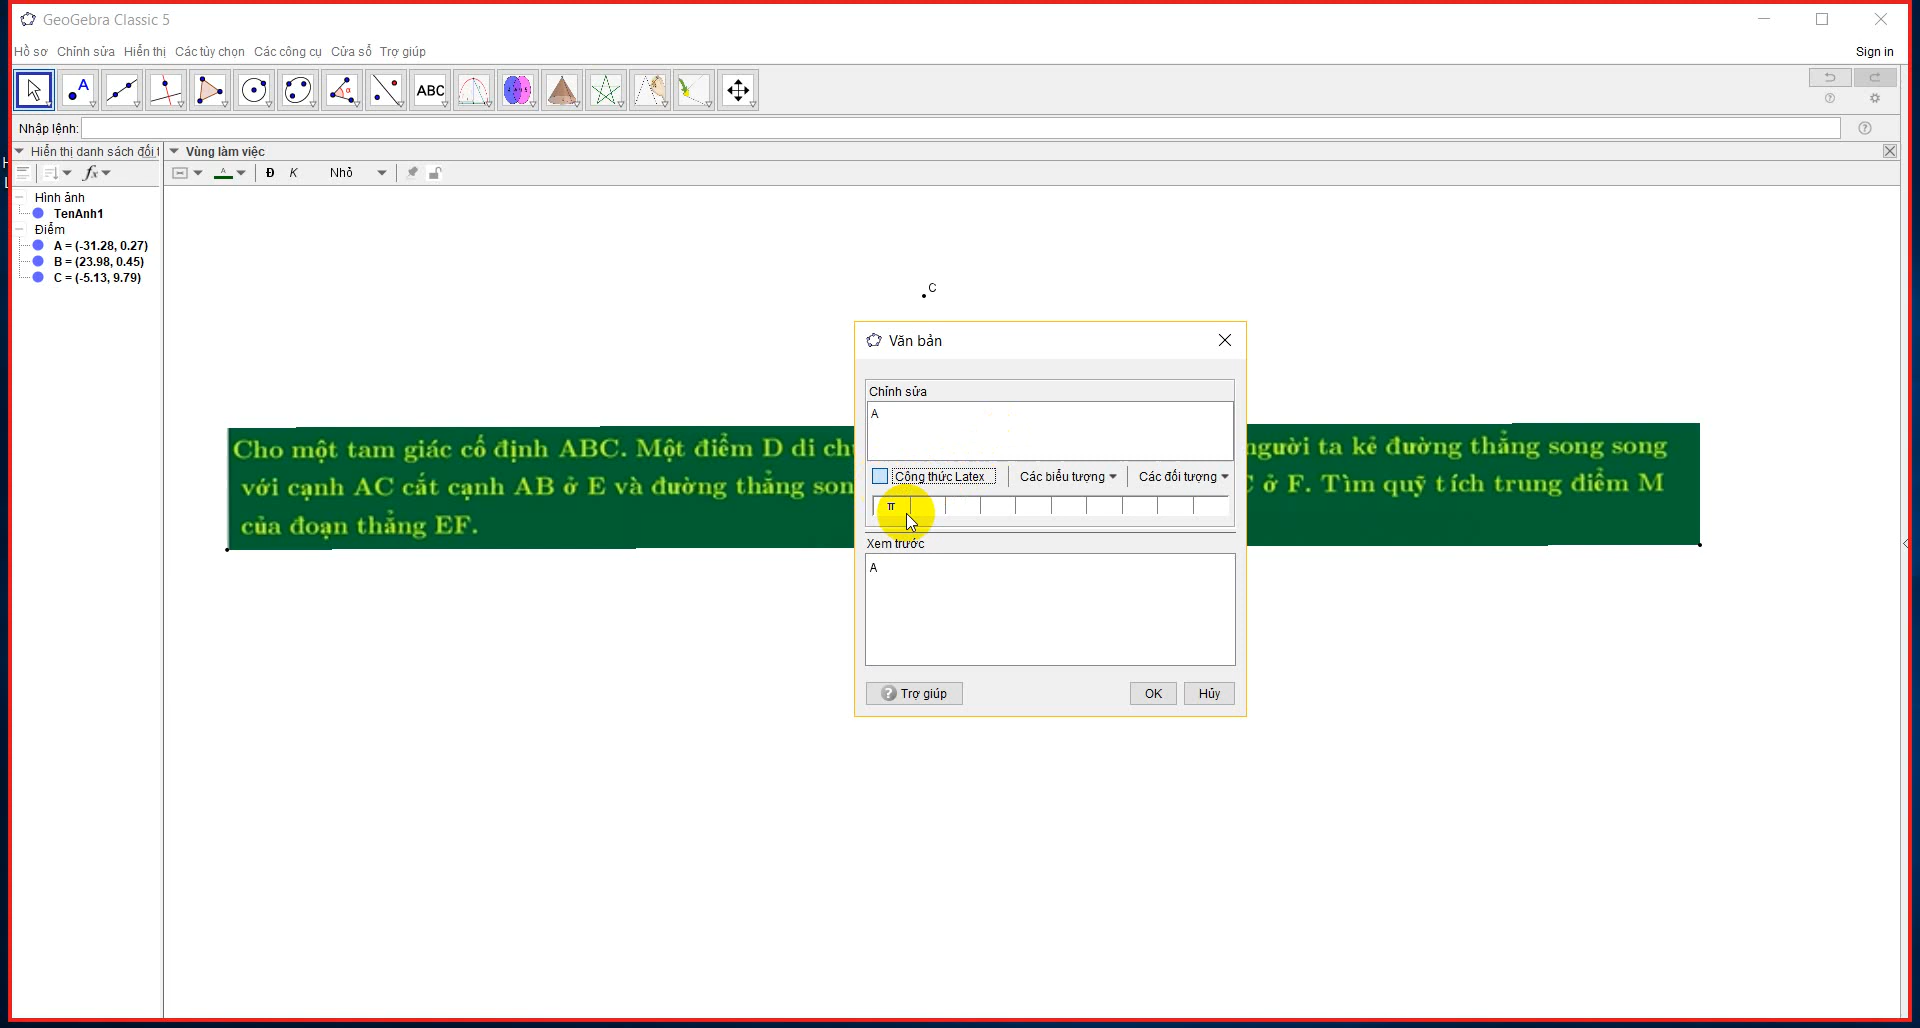 GeoGebra Classic 5
Hồ sơ Chỉnh sửa Hiển thị Các tùy chọn Các công cụ Cửa sổ Trợ giúp
Sign in
A ABC
Nhập lệnh:
Hiển thị danh sách đối t
Vùng làm việc
A Đ K Nhỏ
Hình ảnh
TenAnh1
Điểm
A = (-31.28, 0.27)
B = (23.98, 0.45)
C = (-5.13, 9.79)
C
Văn bản
Chỉnh sửa
A
Công thức Latex Các biểu tượng Các đối tượng
π
Xem trước
A
Trợ giúp OK Hủy
Cho một tam giác cố định ABC. Một điểm D di người ta kẻ đường thẳng song song
với cạnh AC cắt cạnh AB ở E và đường thẳng ở F. Tìm quỹ tích trung điểm M
của đoạn thẳng EF.